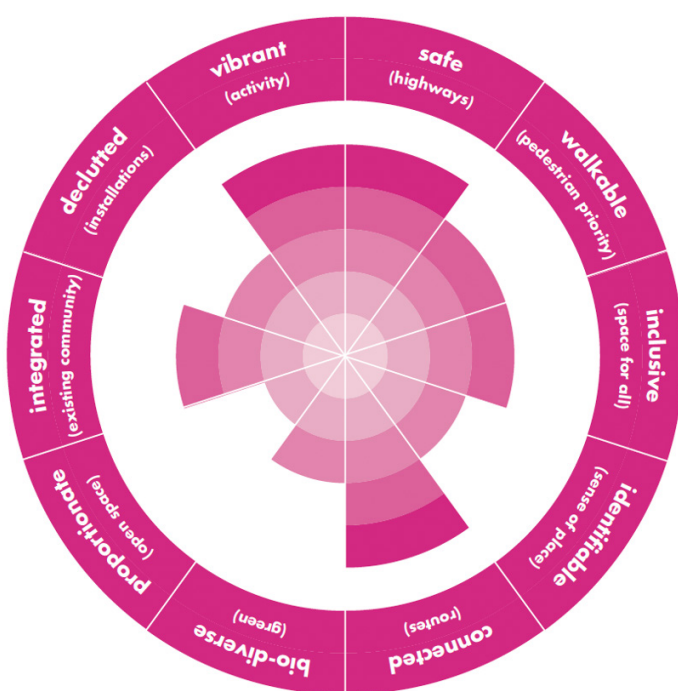 safe
(highways)
walkable
(pedestrian priority)
inclusive
(space for all)
identifiable
(sense of place)
connected
(routes)
bio-diverse
(green)
proportionate
(open space)
integrated
(existing community)
declutted
(installations)
vibrant
(activity)